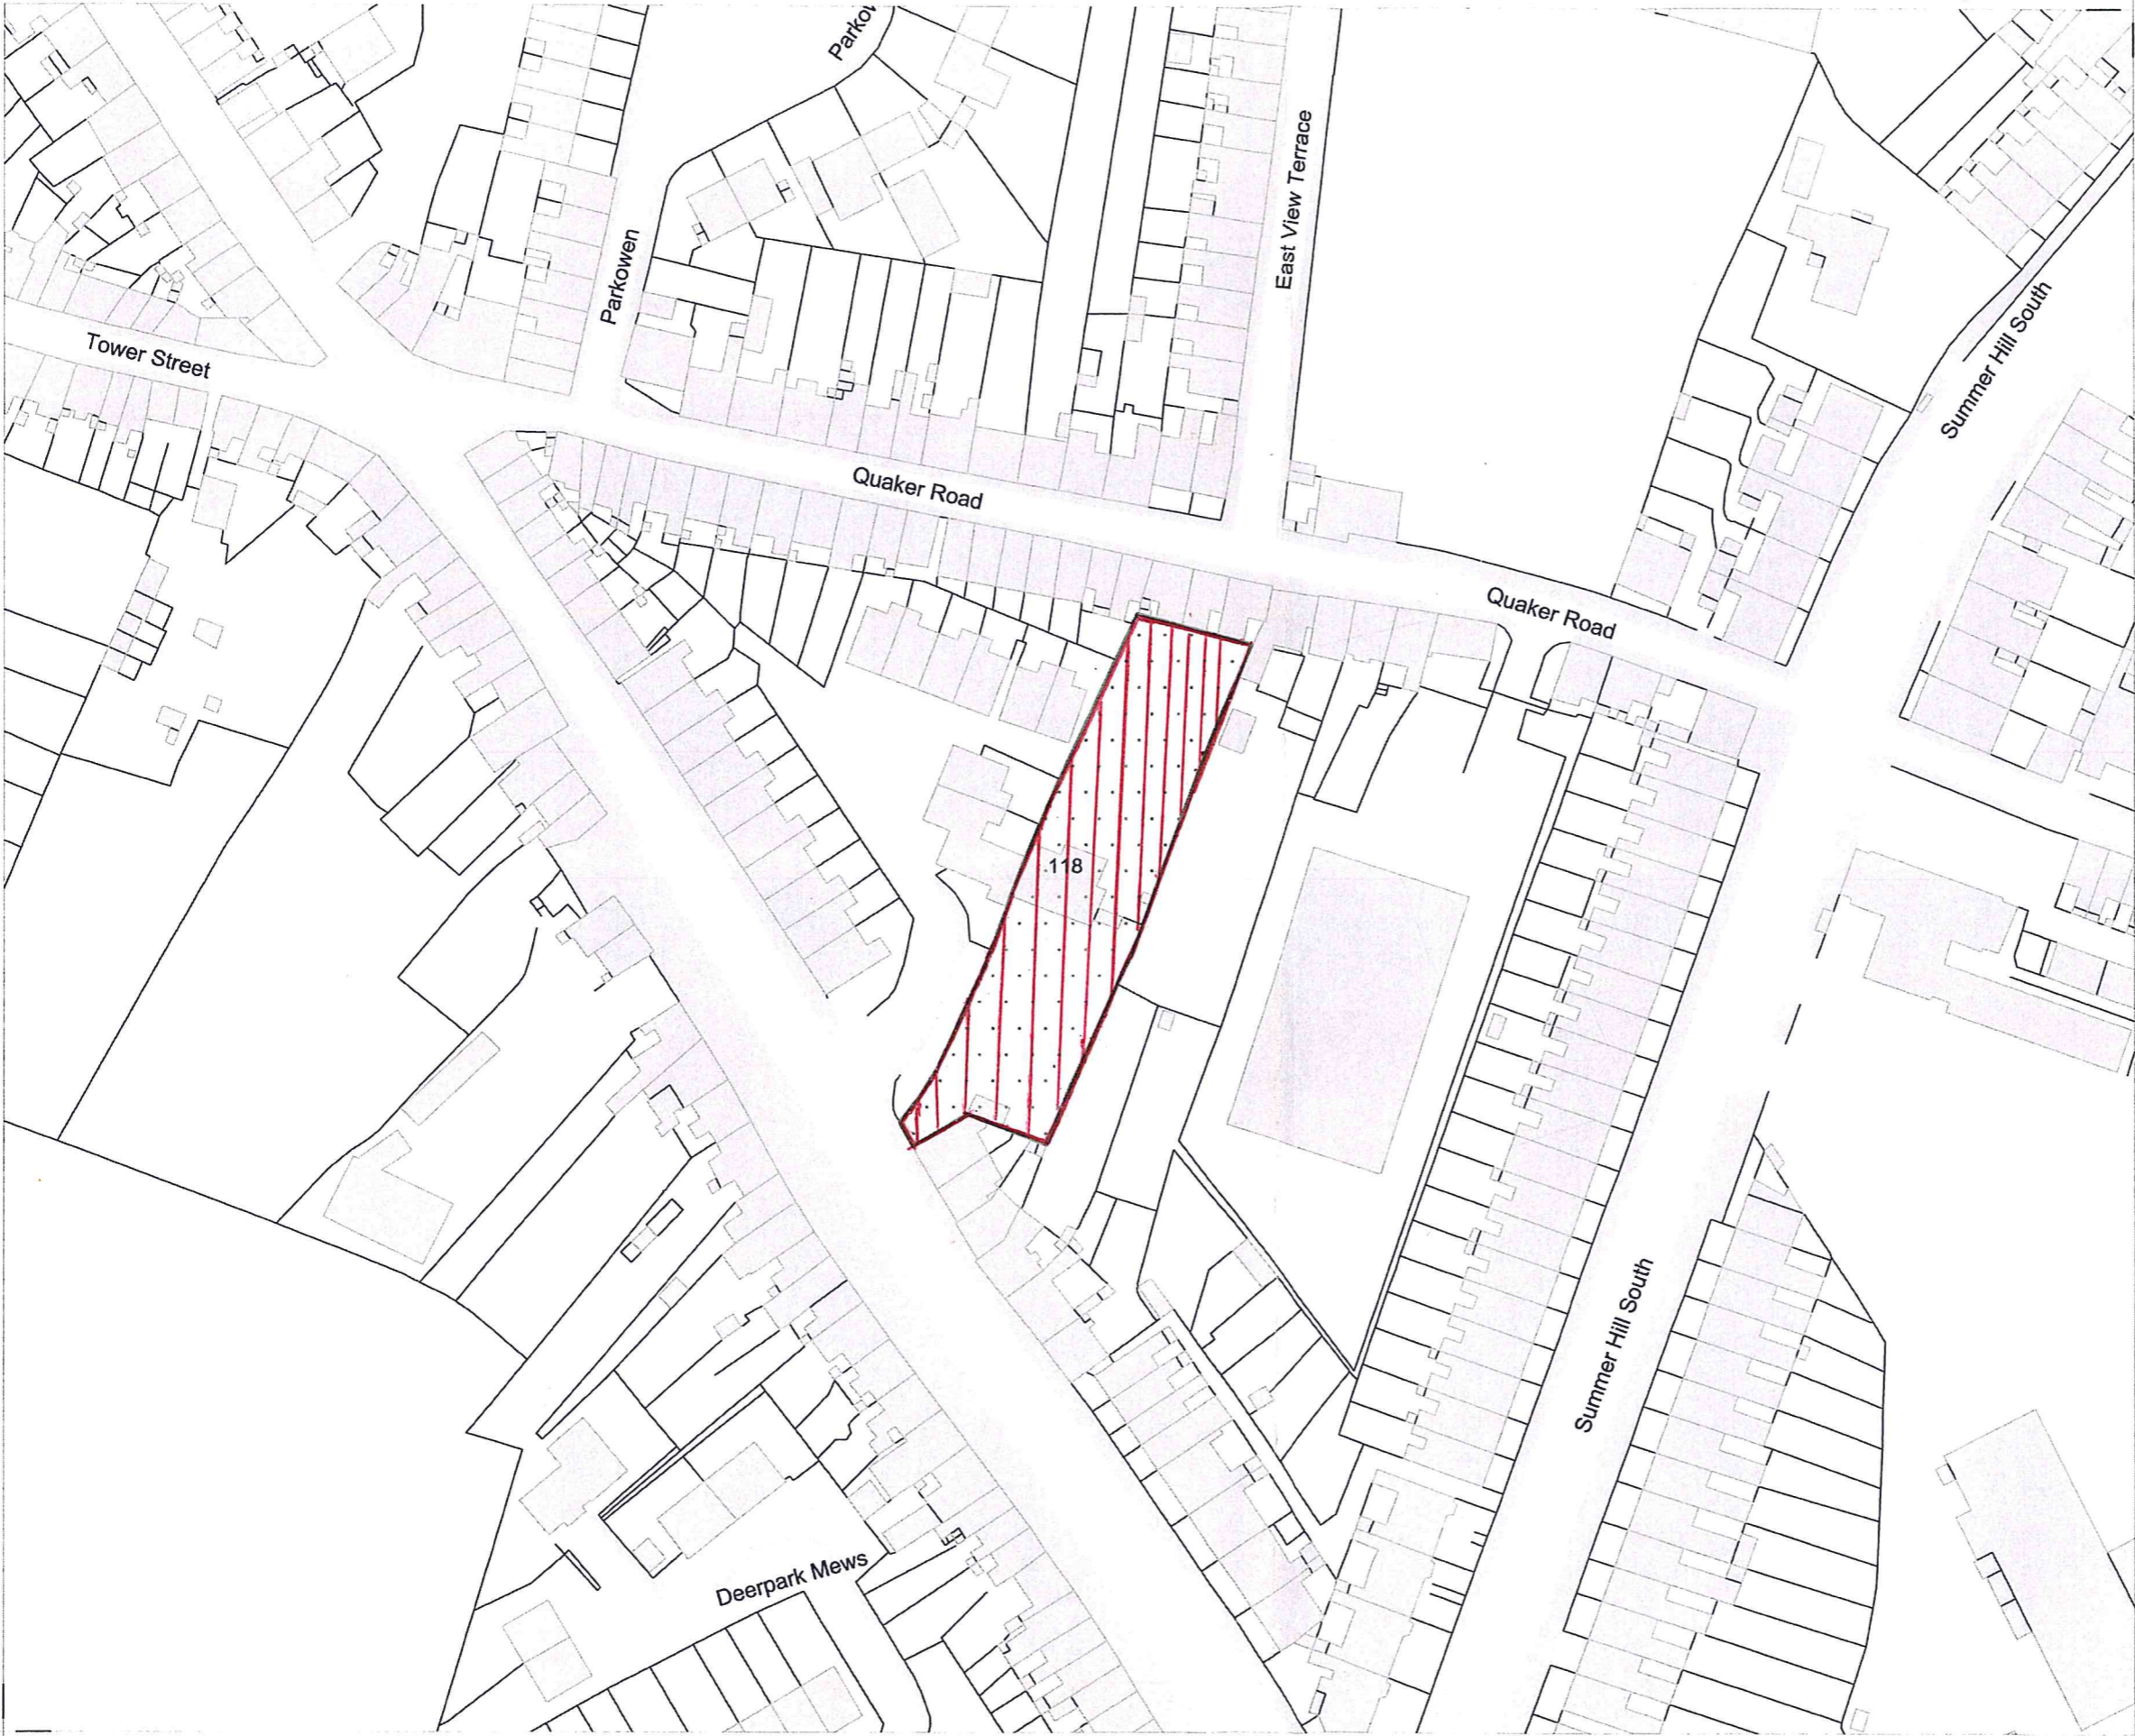 Parkow
East View Terrace
Parkowen
Summer Hill South
Tower Street
Quaker Road
Quaker Road
118
Summer Hill South
Deerpark Mews